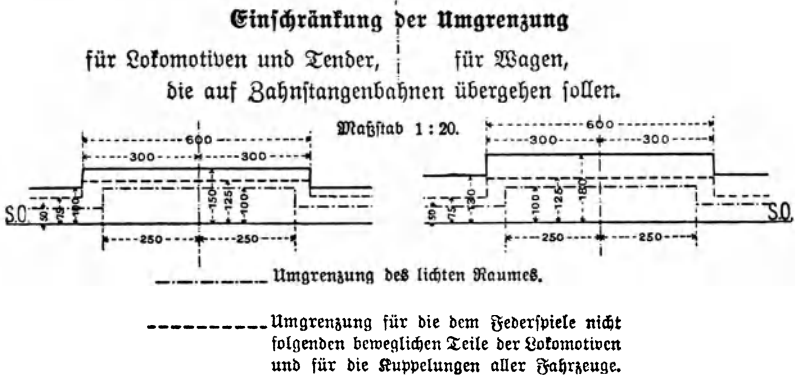 Einschränkung der Umgrenzung
für Lokomotiven und Tender,
für Wagen,
die auf Zahnstangenbahnen übergehen sollen.
Maßstab 1 : 20.
600
300 300
150
125
100
50
75
100
S.O.
250 250
600
300 300
130
180
50
75
100
125
S.O.
250 250
Umgrenzung des lichten Raumes.
Umgrenzung für die dem Federspiele nicht
folgenden beweglichen Teile der Lokomotiven
und für die Kuppelungen aller Fahrzeuge.